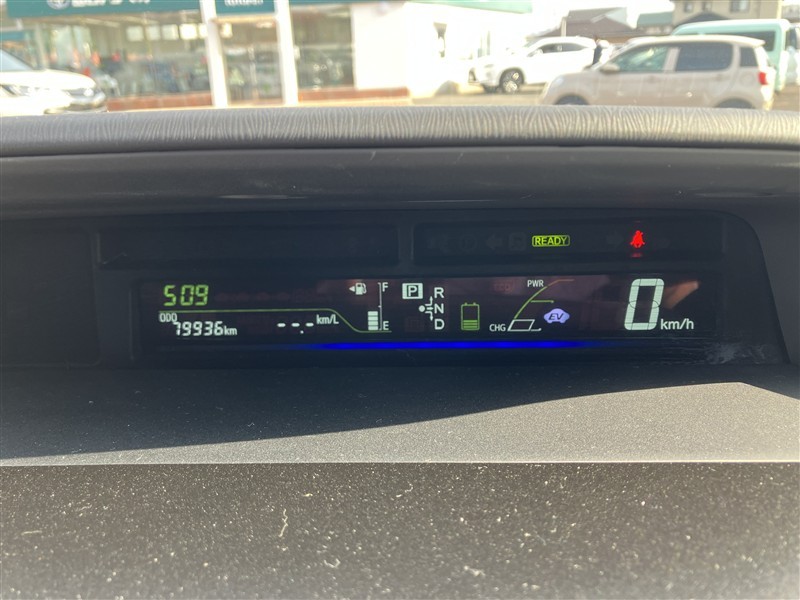 READY
509
ODO
79936km
--.- km/L
F
E
P
R
N
D
PWR
CHG
EV
0 km/h